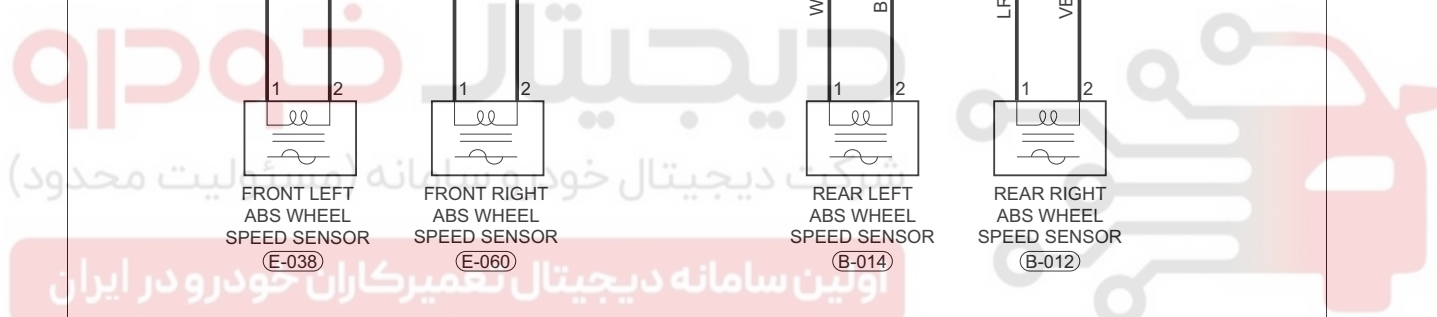 دیجیتال خودرو
شرکت دیجیتال خودرو سامانه (مسئولیت محدود)
اولین سامانه دیجیتال تعمیرکاران خودرو در ایران
1 2
1 2
1 2
1 2
FRONT LEFT
ABS WHEEL
SPEED SENSOR
E-038
FRONT RIGHT
ABS WHEEL
SPEED SENSOR
E-060
REAR LEFT
ABS WHEEL
SPEED SENSOR
B-014
REAR RIGHT
ABS WHEEL
SPEED SENSOR
B-012